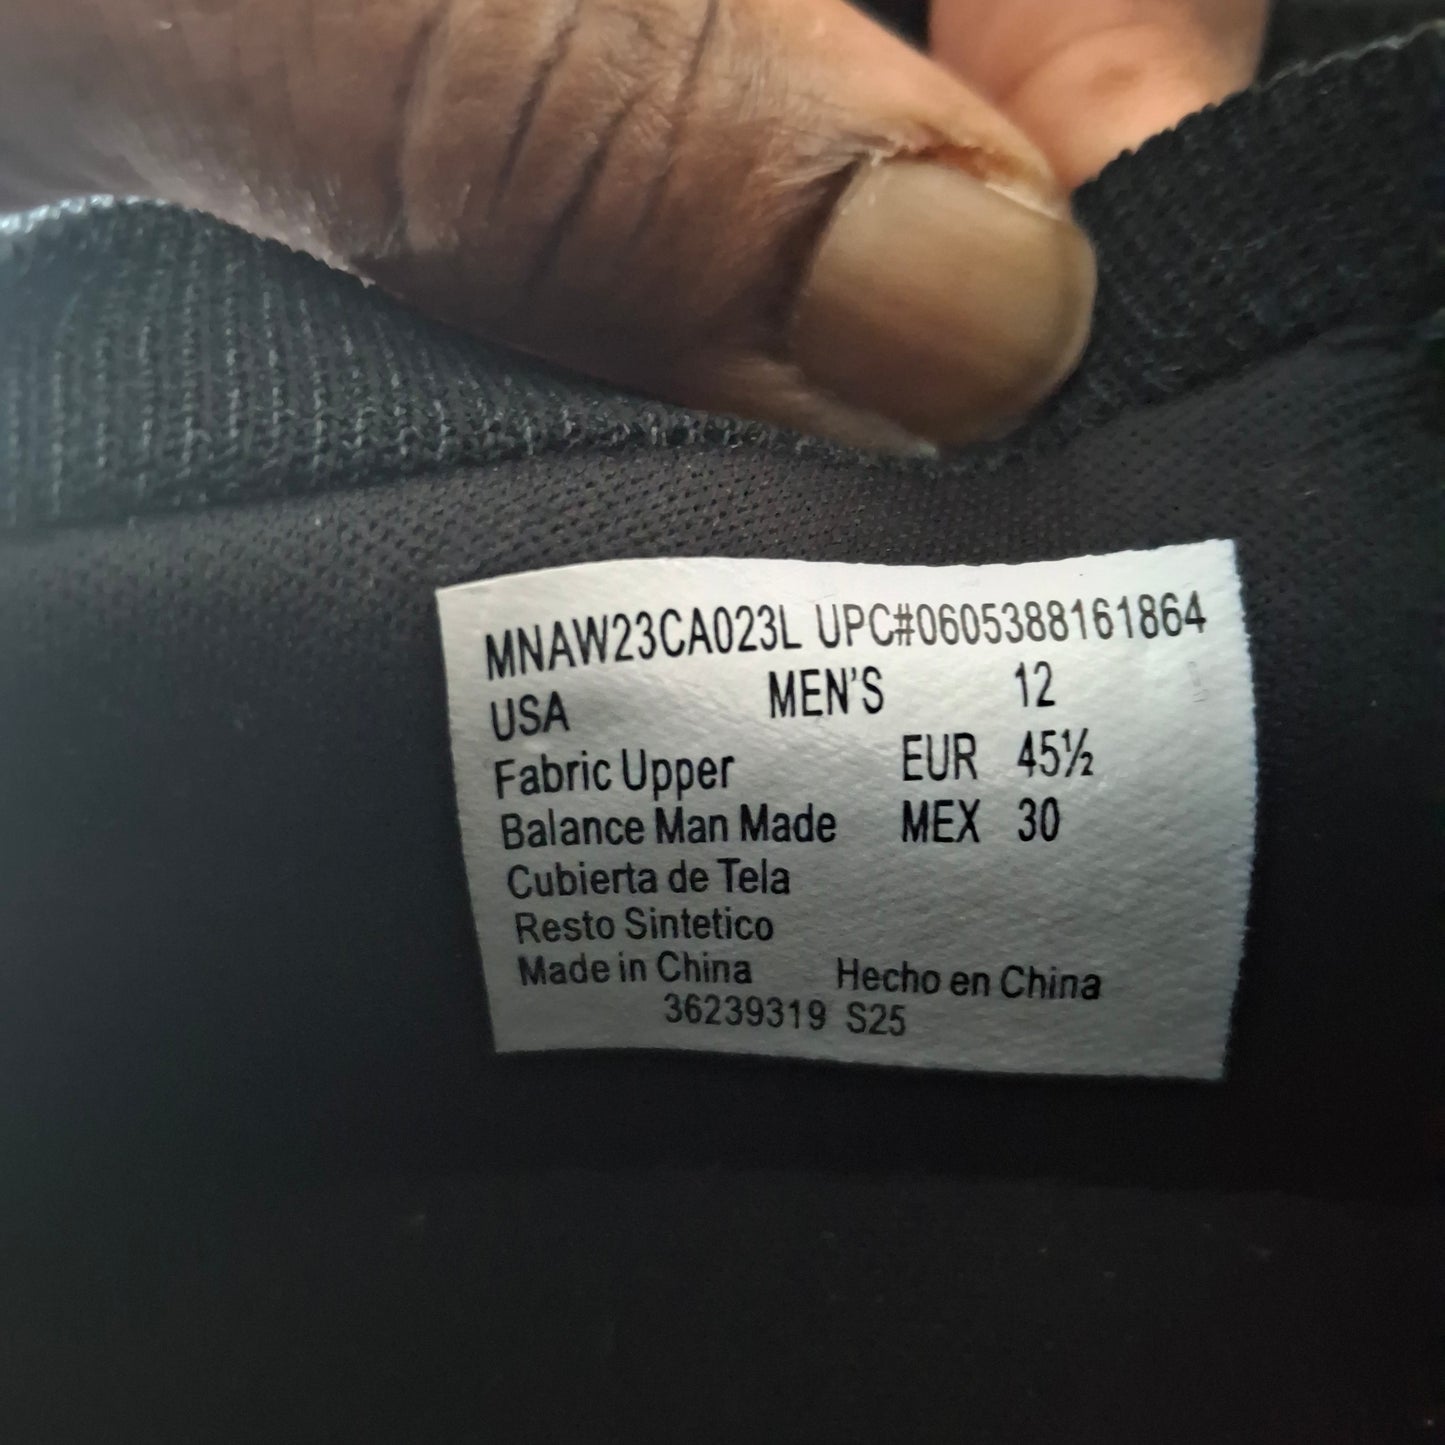 MNAW23CA023L UPC#0605388161864
USA MEN'S 12
Fabric Upper EUR 45½
Balance Man Made MEX 30
Cubierta de Tela
Resto Sintetico
Made in China Hecho en China
36239319 S25